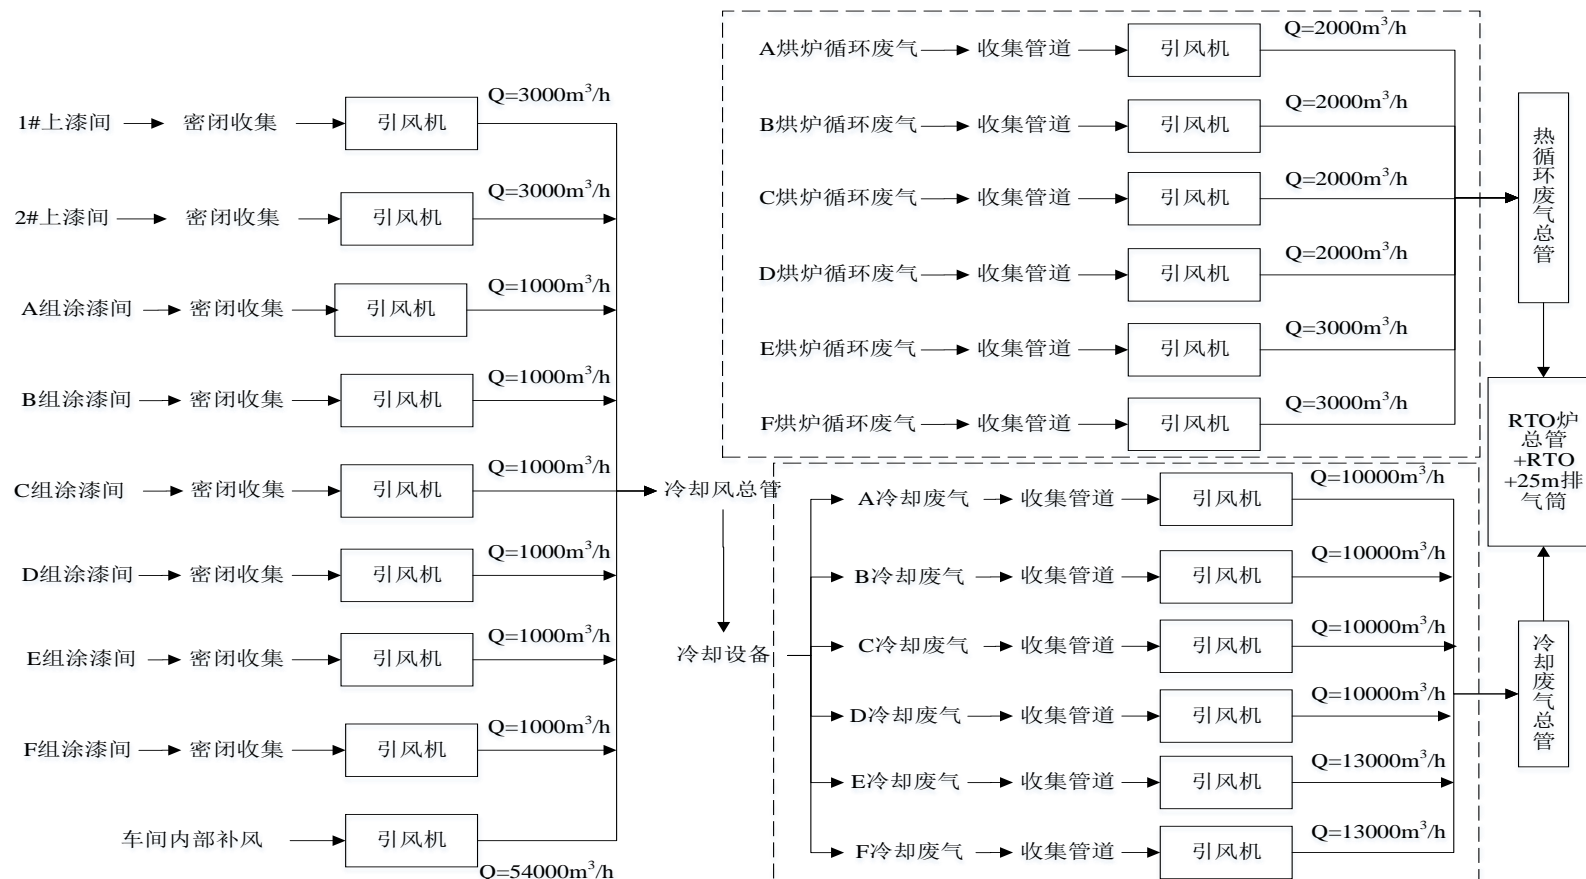 1#上漆间
密闭收集
引风机
Q=3000m³/h
2#上漆间
密闭收集
引风机
Q=3000m³/h
A组涂漆间
密闭收集
引风机
Q=1000m³/h
B组涂漆间
密闭收集
引风机
Q=1000m³/h
C组涂漆间
密闭收集
引风机
Q=1000m³/h
D组涂漆间
密闭收集
引风机
Q=1000m³/h
E组涂漆间
密闭收集
引风机
Q=1000m³/h
F组涂漆间
密闭收集
引风机
Q=1000m³/h
车间内部补风
引风机
Q=54000m³/h
冷却风总管
冷却设备
A烘炉循环废气
收集管道
引风机
Q=2000m³/h
B烘炉循环废气
收集管道
引风机
Q=2000m³/h
C烘炉循环废气
收集管道
引风机
Q=2000m³/h
D烘炉循环废气
收集管道
引风机
Q=2000m³/h
E烘炉循环废气
收集管道
引风机
Q=3000m³/h
F烘炉循环废气
收集管道
引风机
Q=3000m³/h
热循环废气总管
A冷却废气
收集管道
引风机
Q=10000m³/h
B冷却废气
收集管道
引风机
Q=10000m³/h
C冷却废气
收集管道
引风机
Q=10000m³/h
D冷却废气
收集管道
引风机
Q=10000m³/h
E冷却废气
收集管道
引风机
Q=13000m³/h
F冷却废气
收集管道
引风机
Q=13000m³/h
冷却废气总管
RTO炉
总管
+RTO
+25m排
气筒